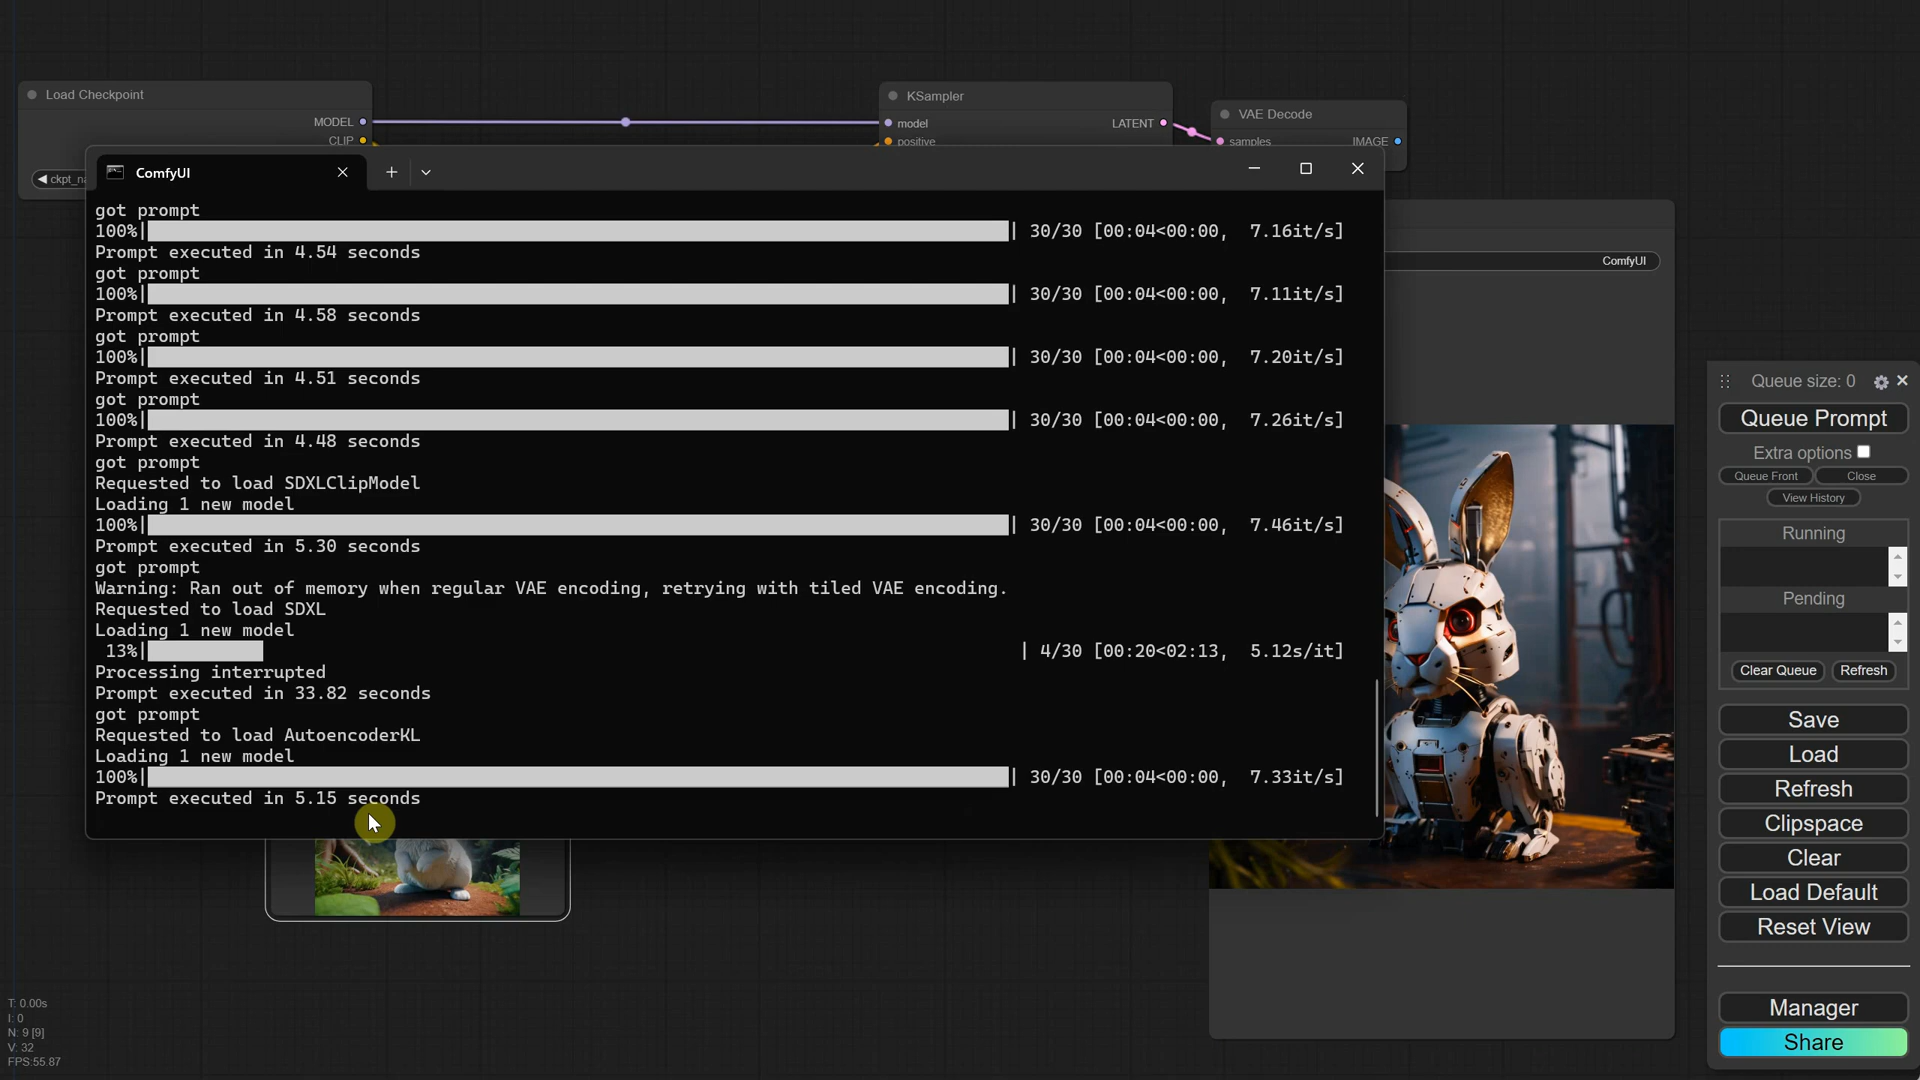 Load Checkpoint
MODEL
CLIP
KSampler
model
LATENT
positive
VAE Decode
samples
IMAGE
◀ ckpt_na
ComfyUI
got prompt
100%| 30/30 [00:04<00:00,  7.16it/s]
Prompt executed in 4.54 seconds
got prompt
100%| 30/30 [00:04<00:00,  7.11it/s]
Prompt executed in 4.58 seconds
got prompt
100%| 30/30 [00:04<00:00,  7.20it/s]
Prompt executed in 4.51 seconds
got prompt
100%| 30/30 [00:04<00:00,  7.26it/s]
Prompt executed in 4.48 seconds
got prompt
Requested to load SDXLClipModel
Loading 1 new model
100%| 30/30 [00:04<00:00,  7.46it/s]
Prompt executed in 5.30 seconds
got prompt
Warning: Ran out of memory when regular VAE encoding, retrying with tiled VAE encoding.
Requested to load SDXL
Loading 1 new model
13%| | 4/30 [00:20<02:13,  5.12s/it]
Processing interrupted
Prompt executed in 33.82 seconds
got prompt
Requested to load AutoencoderKL
Loading 1 new model
100%| 30/30 [00:04<00:00,  7.33it/s]
Prompt executed in 5.15 seconds
ComfyUI
Queue size: 0
Queue Prompt
Extra options
Queue Front
Close
View History
Running
Pending
Clear Queue
Refresh
Save
Load
Refresh
Clipspace
Clear
Load Default
Reset View
Manager
Share
T: 0.00s
I: 0
N: 9 [9]
V: 32
FPS:55.87